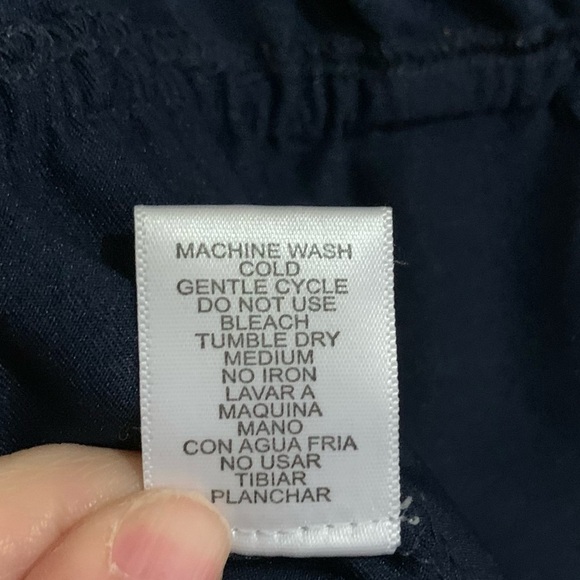 MACHINE WASH
COLD
GENTLE CYCLE
DO NOT USE
BLEACH
TUMBLE DRY
MEDIUM
NO IRON
LAVAR A
MAQUINA
MANO
CON AGUA FRIA
NO USAR
TIBIAR
PLANCHAR